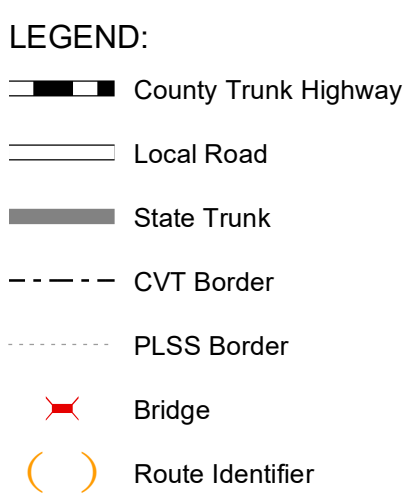 LEGEND:
County Trunk Highway
Local Road
State Trunk
CVT Border
PLSS Border
Bridge
( ) Route Identifier